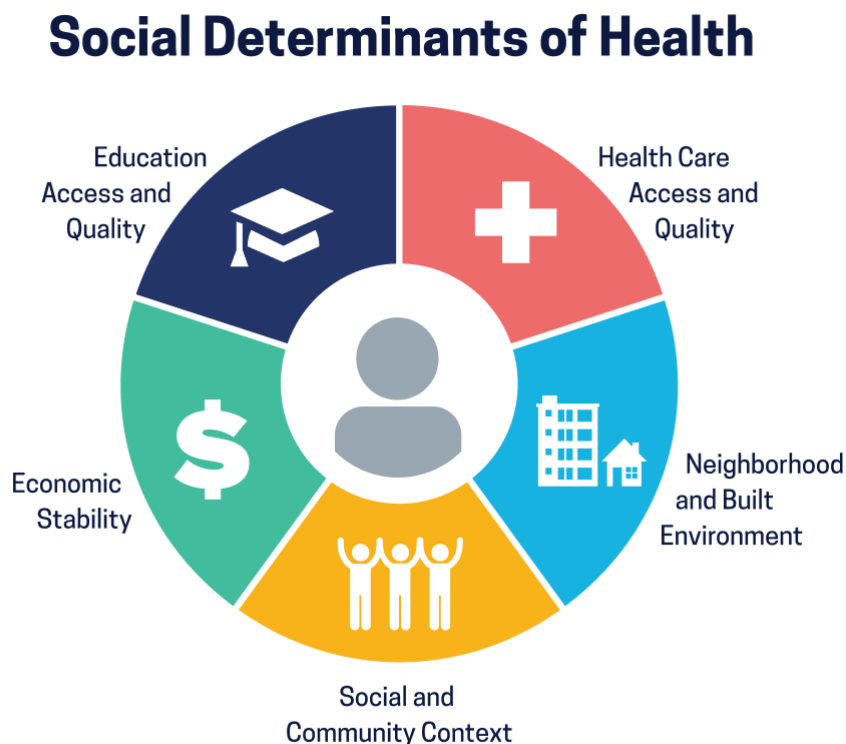 Social Determinants of Health
Education
Access and
Quality
Health Care
Access and
Quality
Economic
Stability
Neighborhood
and Built
Environment
Social and
Community Context